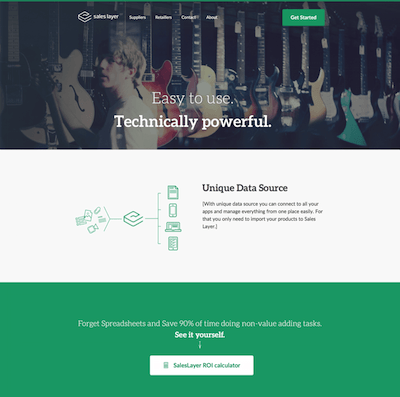 sales layer
Suppliers Retailers Contact About
Get Started
Easy to use.
Technically powerful.
Unique Data Source
[With unique data source you can connect to all your
apps and manage everything from one place easily. For
that you only need to import your products to Sales
Layer.]
Forget Spreadsheets and Save 90% of time doing non-value adding tasks.
See it yourself.
SalesLayer ROI calculator